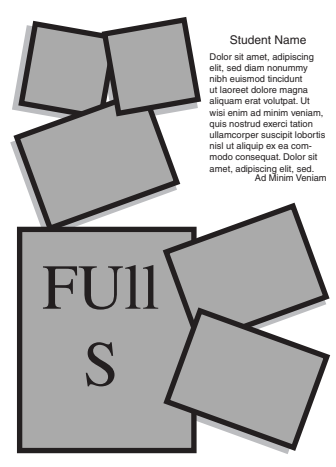 Student Name
Dolor sit amet, adipiscing
elit, sed diam nonummy
nibh euismod tincidunt
ut laoreet dolore magna
aliquam erat volutpat. Ut
wisi enim ad minim veniam,
quis nostrud exerci tation
ullamcorper suscipit lobortis
nisl ut aliquip ex ea com-
modo consequat. Dolor sit
amet, adipiscing elit, sed.
Ad Minim Veniam
FUll
S